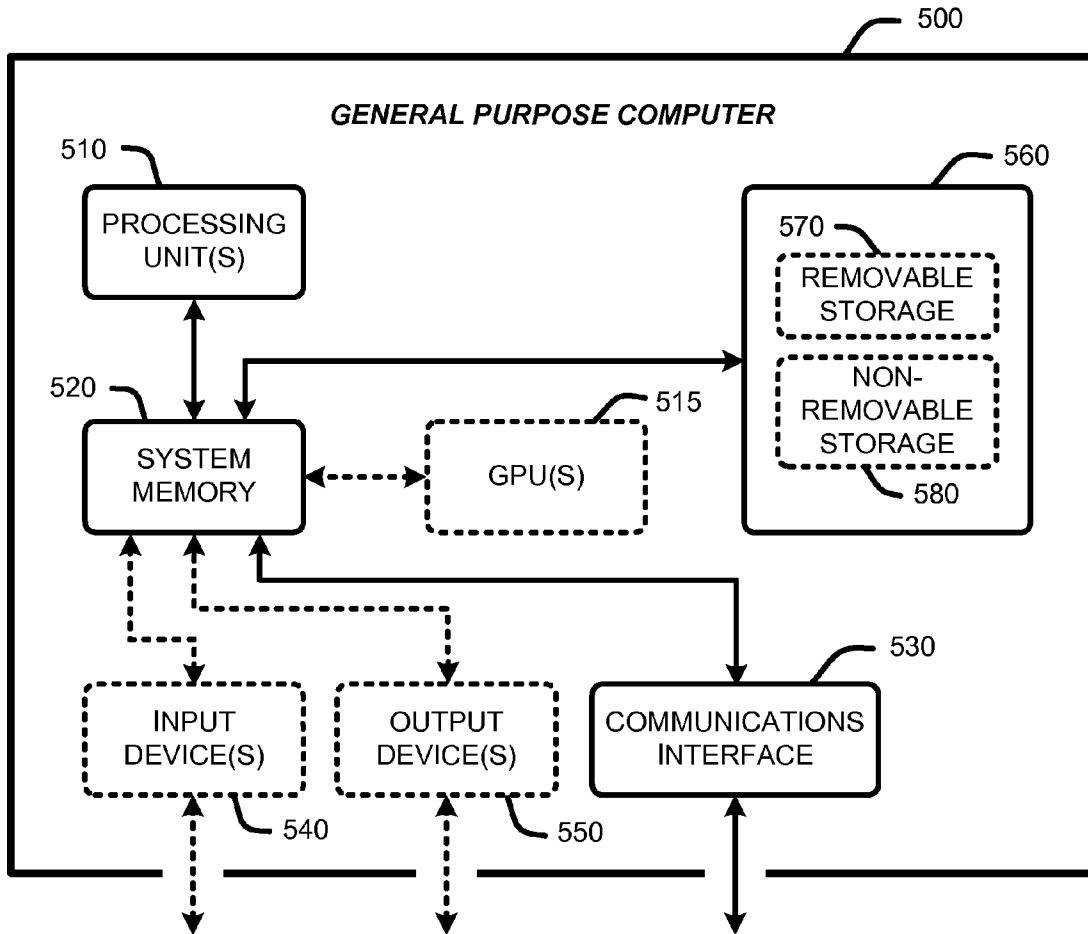 500
GENERAL PURPOSE COMPUTER
510
PROCESSING
UNIT(S)
560
570
REMOVABLE
STORAGE
NON-
REMOVABLE
STORAGE
580
520
SYSTEM
MEMORY
515
GPU(S)
530
INPUT
DEVICE(S)
540
OUTPUT
DEVICE(S)
550
COMMUNICATIONS
INTERFACE